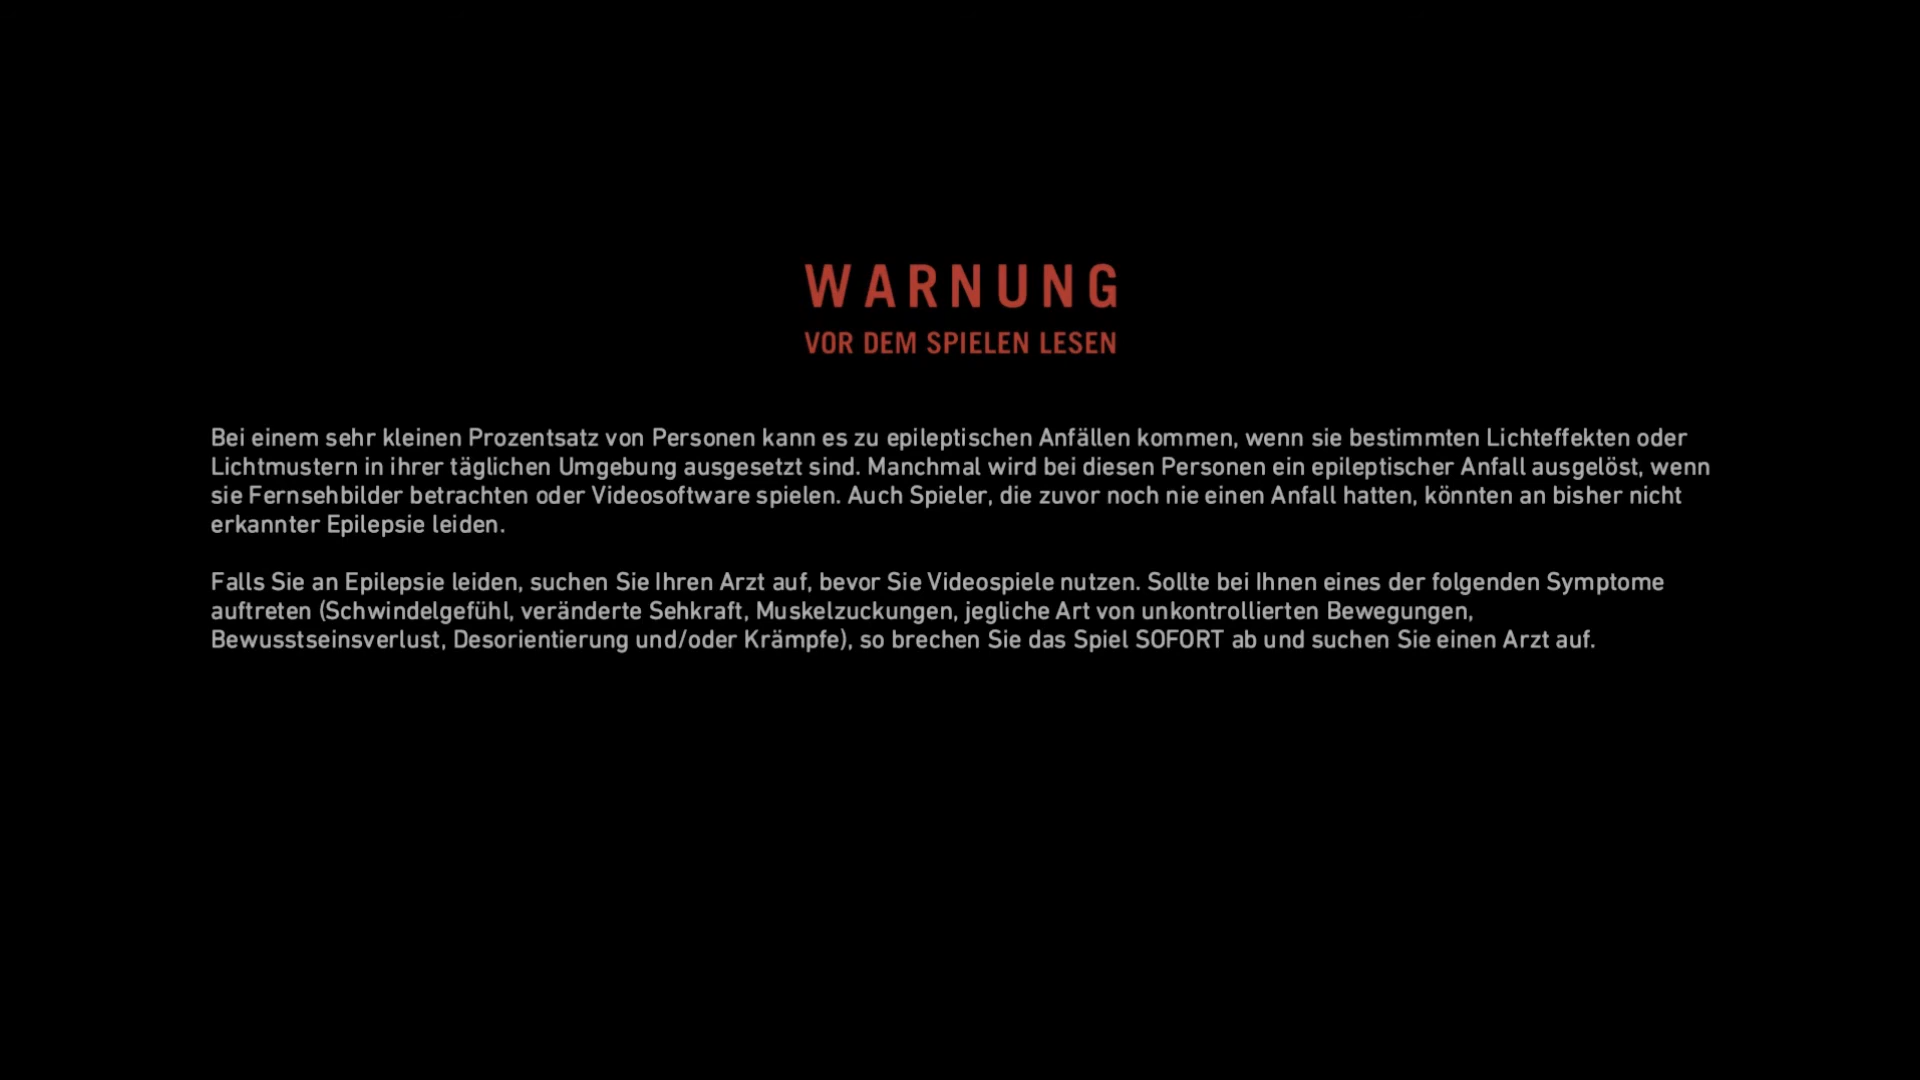 WARNUNG
VOR DEM SPIELEN LESEN
Bei einem sehr kleinen Prozentsatz von Personen kann es zu epileptischen Anfällen kommen, wenn sie bestimmten Lichteffekten oder
Lichtmustern in ihrer täglichen Umgebung ausgesetzt sind. Manchmal wird bei diesen Personen ein epileptischer Anfall ausgelöst, wenn
sie Fernsehbilder betrachten oder Videosoftware spielen. Auch Spieler, die zuvor noch nie einen Anfall hatten, könnten an bisher nicht
erkannter Epilepsie leiden.
Falls Sie an Epilepsie leiden, suchen Sie Ihren Arzt auf, bevor Sie Videospiele nutzen. Sollte bei Ihnen eines der folgenden Symptome
auftreten (Schwindelgefühl, veränderte Sehkraft, Muskelzuckungen, jegliche Art von unkontrollierten Bewegungen,
Bewusstseinsverlust, Desorientierung und/oder Krämpfe), so brechen Sie das Spiel SOFORT ab und suchen Sie einen Arzt auf.